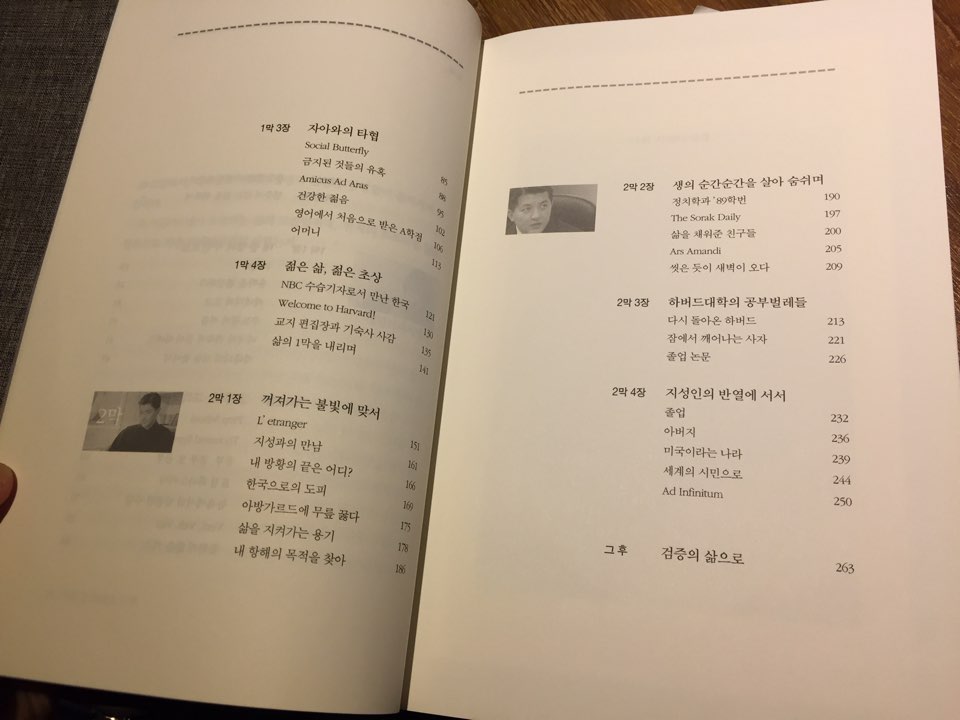 1막 3장 자아와의 타협
Social Butterfly 85
금지된 것들의 유혹 86
Amicus Ad Aras 95
건강한 젊음 102
영어에서 처음으로 받은 A학점 106
어머니 113
1막 4장 젊은 삶, 젊은 초상
NBC 수습기자로서 만난 한국 121
Welcome to Harvard! 130
교지 편집장과 기숙사 사감 135
삶의 1막을 내리며 141
2막
2막 1장 꺼져가는 불빛에 맞서
L' etranger 151
지성과의 만남 161
내 방황의 끝은 어디? 166
한국으로의 도피 169
아방가르드에 무릎 꿇다 175
삶을 지켜가는 용기 178
내 항해의 목적을 찾아 186
2막 2장 생의 순간순간을 살아 숨쉬며
정치학과 '89학번 190
The Sorak Daily 197
삶을 채워준 친구들 200
Ars Amandi 205
씻은 듯이 새벽이 오다 209
2막 3장 하버드대학의 공부벌레들
다시 돌아온 하버드 213
잠에서 깨어나는 사자 221
졸업 논문 226
2막 4장 지성인의 반열에 서서
졸업 232
아버지 236
미국이라는 나라 239
세계의 시민으로 244
Ad Infinitum 250
그 후 검증의 삶으로 263